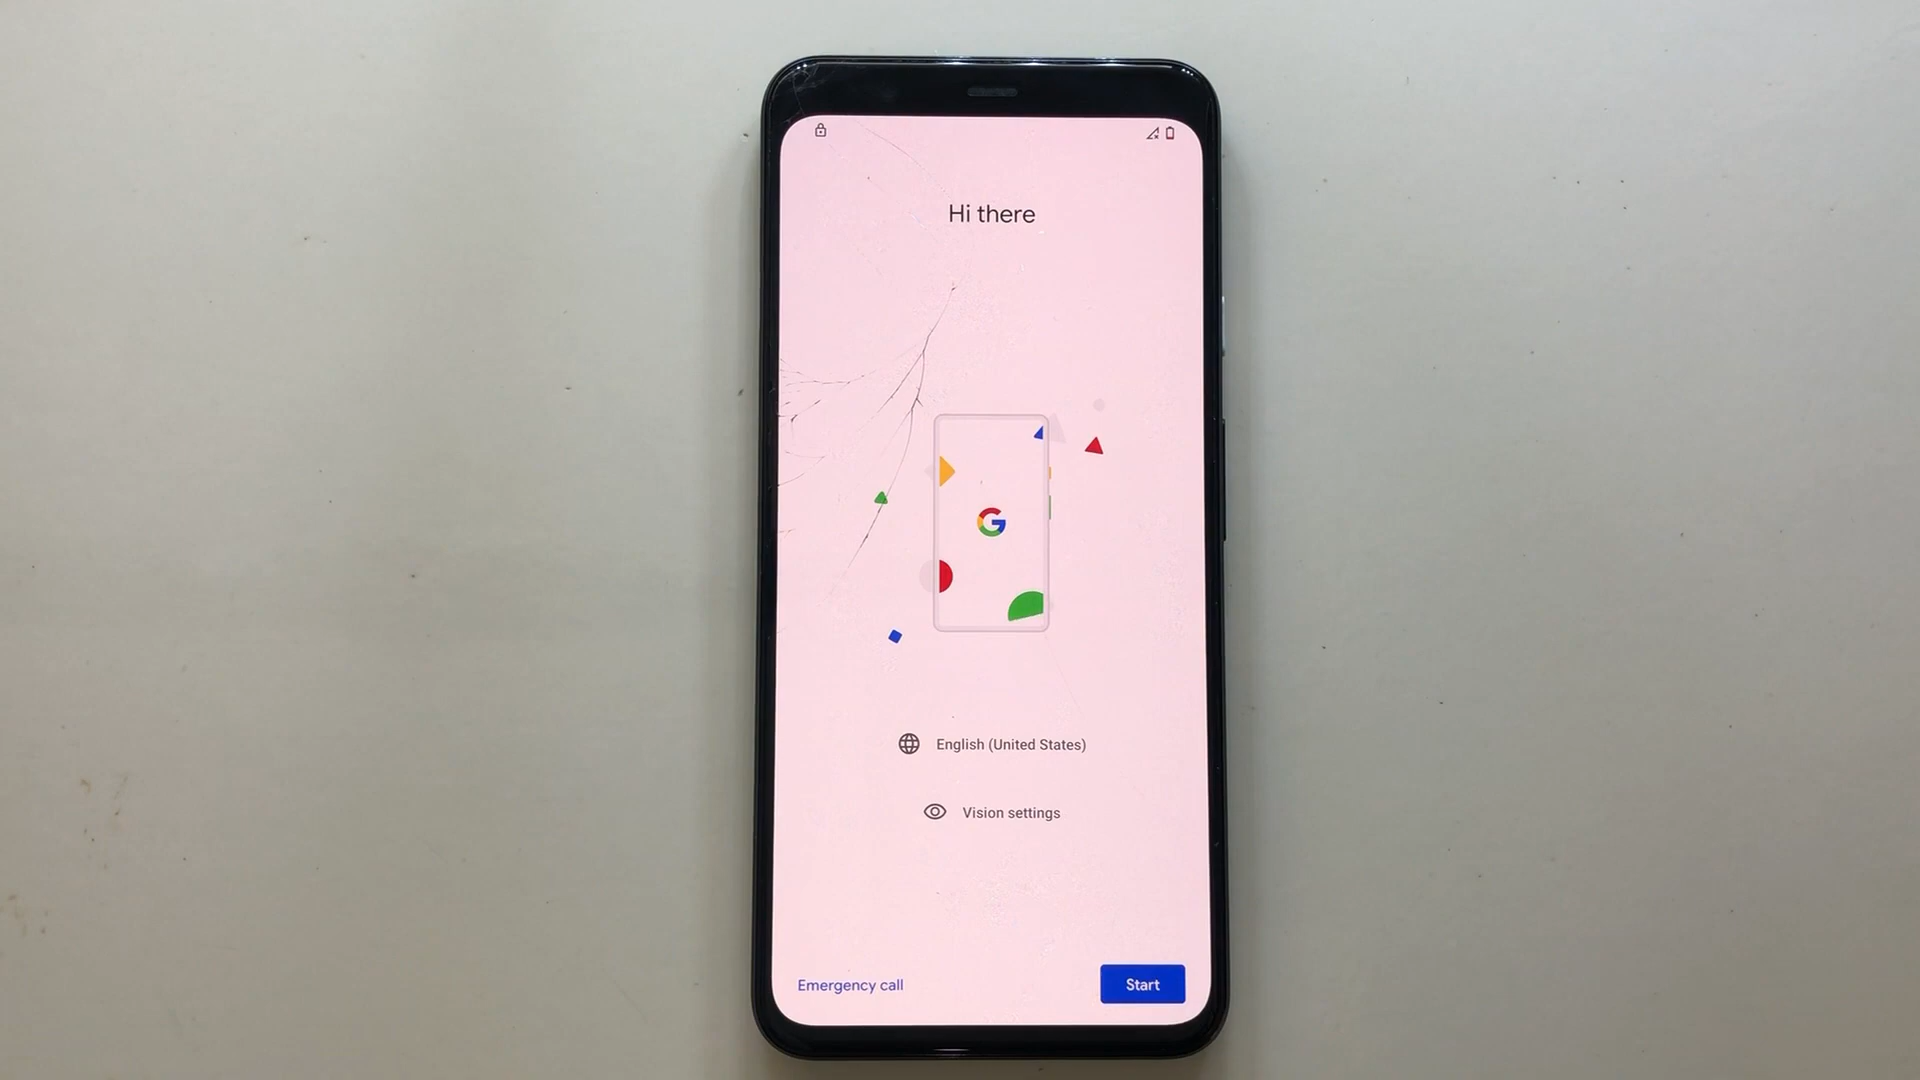 Hi there
English (United States)
Vision settings
Emergency call
Start